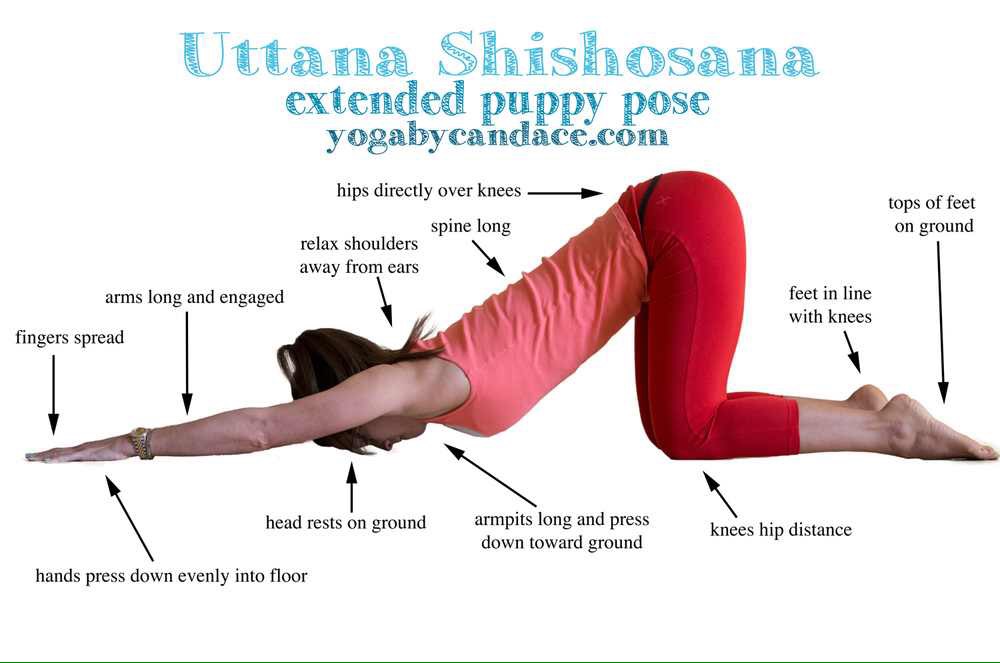 Uttana Shishosana
extended puppy pose
yogabycandace.com
hips directly over knees
tops of feet
on ground
spine long
relax shoulders
away from ears
arms long and engaged
feet in line
with knees
fingers spread
head rests on ground
armpits long and press
down toward ground
knees hip distance
hands press down evenly into floor